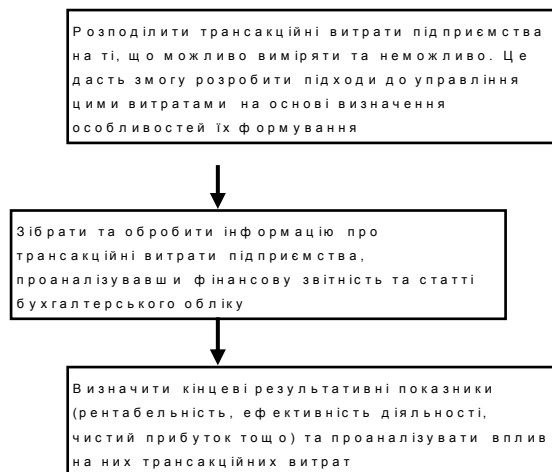 Розподілити трансакційні витрати підприємства
на ті, що можливо виміряти та неможливо. Це
дасть змогу розробити підходи до управління
цими витратами на основі визначення
особливостей їх формування
Зібрати та обробити інформацію про
трансакційні витрати підприємства,
проаналізувавши фінансову звітність та статті
бухгалтерського обліку
Визначити кінцеві результативні показники
(рентабельність, ефективність діяльності,
чистий прибуток тощо) та проаналізувати вплив
на них трансакційних витрат